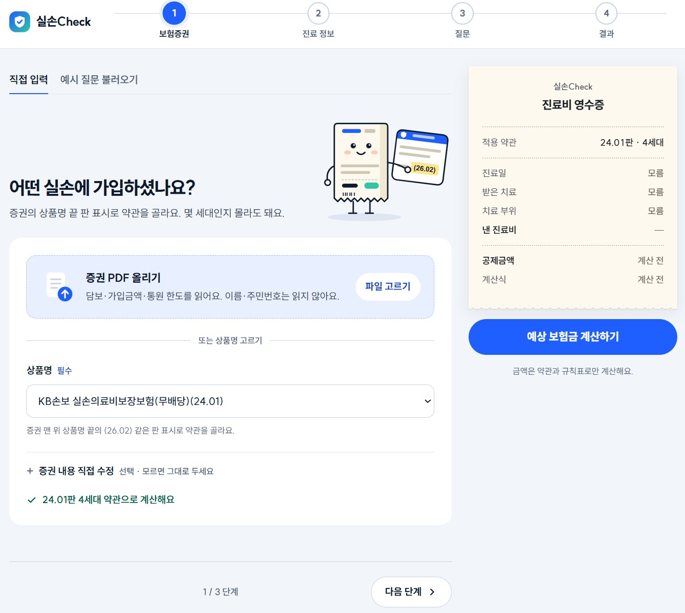 실손Check
1
보험증권
2
진료 정보
3
질문
4
결과
직접 입력
예시 질문 불러오기
(26.02)
어떤 실손에 가입하셨나요?
증권의 상품명 끝 판 표시로 약관을 골라요. 몇 세대인지 몰라도 돼요.
증권 PDF 올리기
담보·가입금액·통원 한도를 읽어요. 이름·주민번호는 읽지 않아요.
파일 고르기
또는 상품명 고르기
상품명 필수
KB손보 실손의료비보장보험(무배당)(24.01)
증권 맨 위 상품명 끝의 (26.02) 같은 판 표시로 약관을 골라요.
+ 증권 내용 직접 수정 선택 · 모르면 그대로 두세요
✓ 24.01판 4세대 약관으로 계산해요
1 / 3 단계
다음 단계 >
실손Check
진료비 영수증
적용 약관 24.01판 · 4세대
진료일 모름
받은 치료 모름
치료 부위 모름
낸 진료비 —
공제금액 계산 전
계산식 계산 전
예상 보험금 계산하기
금액은 약관과 규칙표로만 계산해요.